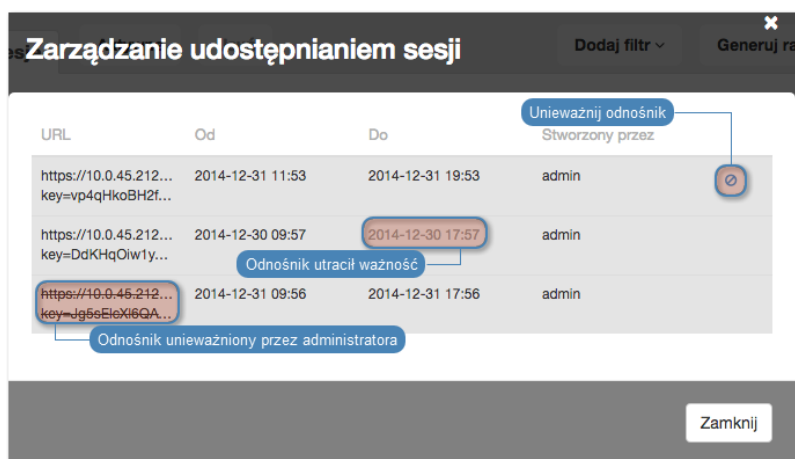 Zarządzanie udostępnianiem sesji
Dodaj filtr
Generuj ra
Unieważnij odnośnik
URL Od Do Stworzony przez
https://10.0.45.212... 2014-12-31 11:53 2014-12-31 19:53 admin
key=vp4qHkoBH2f...
https://10.0.45.212... 2014-12-30 09:57 2014-12-30 17:57 admin
key=DdKHqOiw1y...
Odnośnik utracił ważność
https://10.0.45.212... 2014-12-31 09:56 2014-12-31 17:56 admin
Odnośnik unieważniony przez administratora
Zamknij